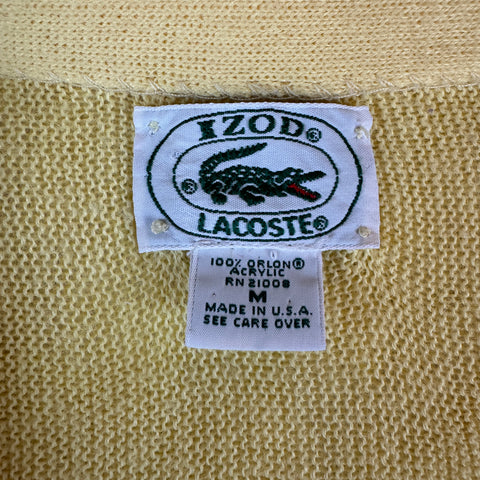 IZOD®
®
®
LACOSTE®
100% ORLON®
ACRYLIC
RN 21008
M
MADE IN U.S.A.
SEE CARE OVER